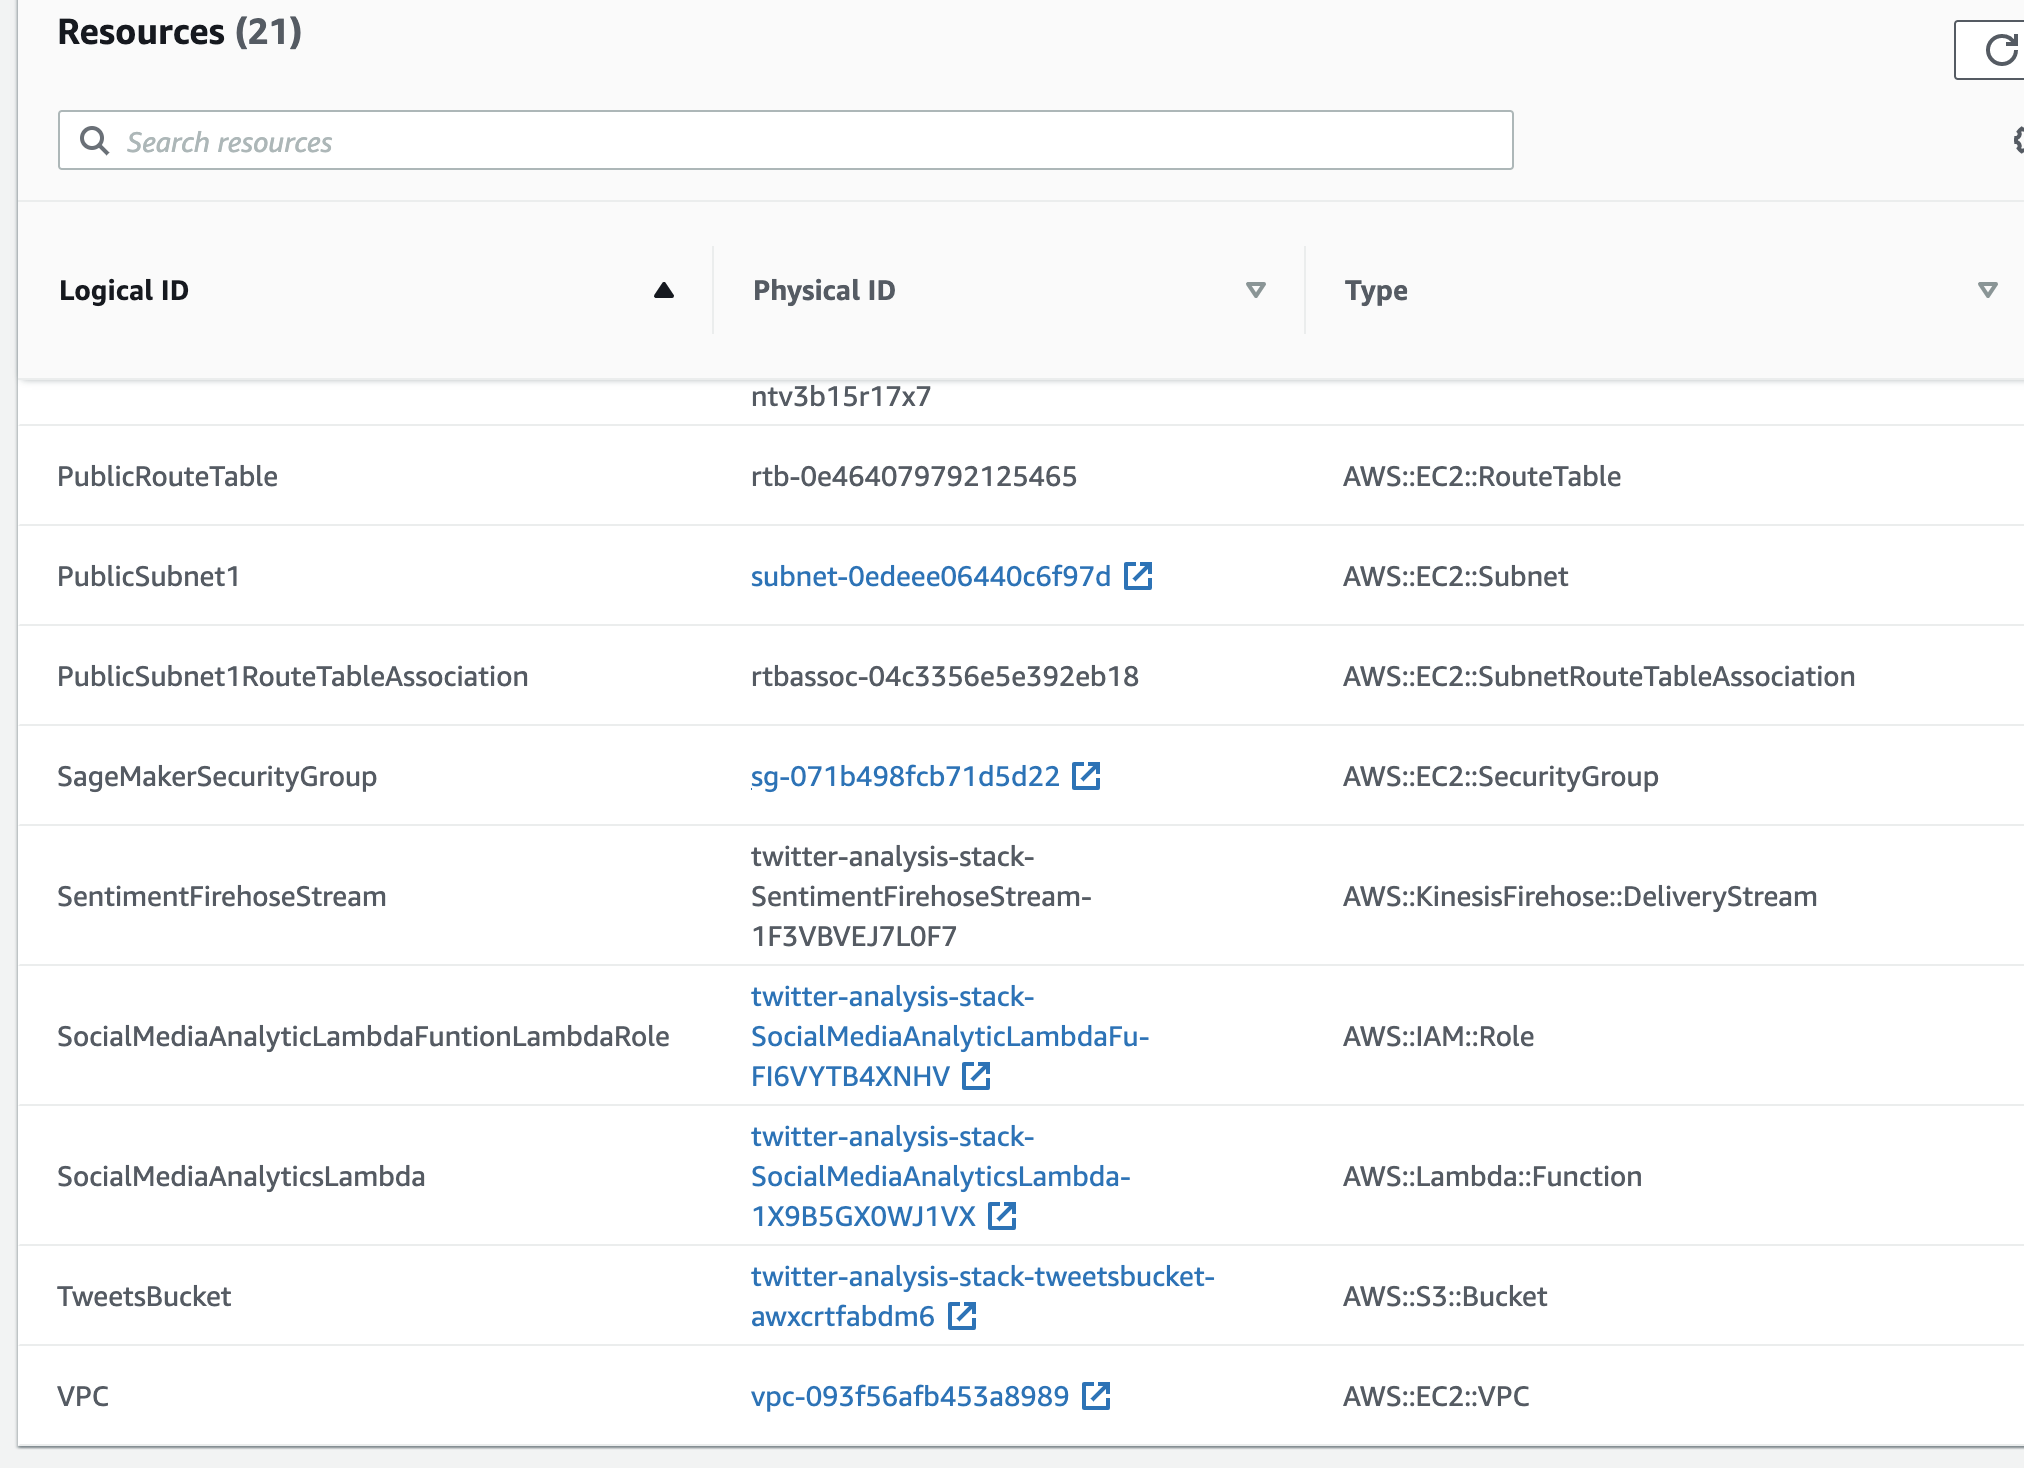 Resources (21)
Search resources
Logical ID Physical ID Type
ntv3b15r17x7
PublicRouteTable rtb-0e464079792125465 AWS::EC2::RouteTable
PublicSubnet1 subnet-0edeee06440c6f97d AWS::EC2::Subnet
PublicSubnet1RouteTableAssociation rtbassoc-04c3356e5e392eb18 AWS::EC2::SubnetRouteTableAssociation
SageMakerSecurityGroup sg-071b498fcb71d5d22 AWS::EC2::SecurityGroup
twitter-analysis-stack-
SentimentFirehoseStream SentimentFirehoseStream- AWS::KinesisFirehose::DeliveryStream
1F3VBVEJ7L0F7
twitter-analysis-stack-
SocialMediaAnalyticLambdaFuntionLambdaRole SocialMediaAnalyticLambdaFu- AWS::IAM::Role
FI6VYTB4XNHV
twitter-analysis-stack-
SocialMediaAnalyticsLambda SocialMediaAnalyticsLambda- AWS::Lambda::Function
1X9B5GX0WJ1VX
twitter-analysis-stack-tweetsbucket-
TweetsBucket AWS::S3::Bucket
awxcrtfabdm6
VPC vpc-093f56afb453a8989 AWS::EC2::VPC